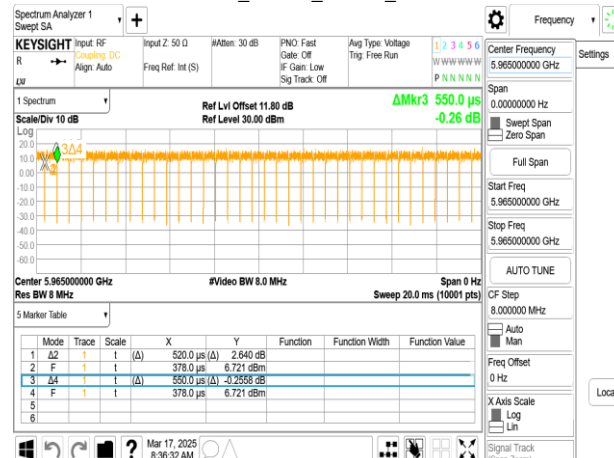 Spectrum Analyzer 1
Swept SA
Frequency
Settings
KEYSIGHT
R
Input: RF
Coupling: DC
Align: Auto
Input Z: 50 Ω
Freq Ref: Int (S)
#Atten: 30 dB
PNO: Fast
Gate: Off
IF Gain: Low
Sig Track: Off
Avg Type: Voltage
Trig: Free Run
1 2 3 4 5 6
W W W W W W
P N N N N N
1 Spectrum
Scale/Div 10 dB
Ref Lvl Offset 11.80 dB
Ref Level 30.00 dBm
ΔMkr3 550.0 µs
-0.26 dB
Log
20.0
10.0
0.00
-10.0
-20.0
-30.0
-40.0
-50.0
-60.0
3Δ4
Center 5.965000000 GHz
Res BW 8 MHz
#Video BW 8.0 MHz
Span 0 Hz
Sweep 20.0 ms (10001 pts)
5 Marker Table
Mode Trace Scale X Y Function Function Width Function Value
1 Δ2 1 t (Δ) 520.0 µs (Δ) 2.640 dB
2 F 1 t 378.0 µs 6.721 dBm
3 Δ4 1 t (Δ) 550.0 µs (Δ) -0.2558 dB
4 F 1 t 378.0 µs 6.721 dBm
5
6
Mar 17, 2025
8:36:32 AM
Center Frequency
5.965000000 GHz
Span
0.00000000 Hz
Swept Span
Zero Span
Full Span
Start Freq
5.965000000 GHz
Stop Freq
5.965000000 GHz
AUTO TUNE
CF Step
8.000000 MHz
Auto
Man
Freq Offset
0 Hz
X Axis Scale
Log
Lin
Signal Track
Loca